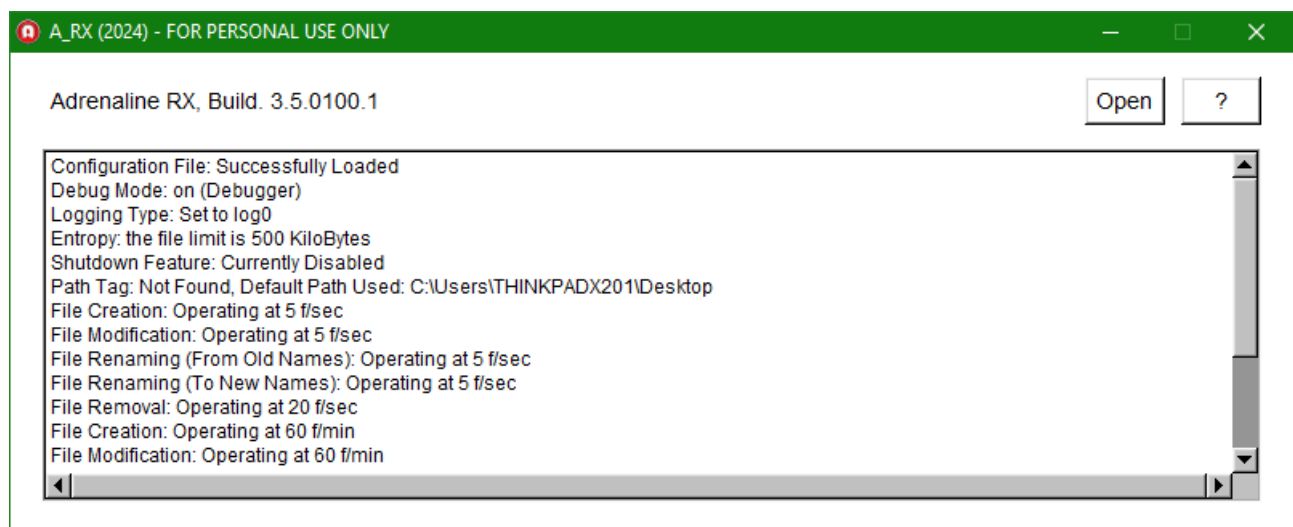 A_RX (2024) - FOR PERSONAL USE ONLY
Adrenaline RX, Build. 3.5.0100.1
Open
?
Configuration File: Successfully Loaded
Debug Mode: on (Debugger)
Logging Type: Set to log0
Entropy: the file limit is 500 KiloBytes
Shutdown Feature: Currently Disabled
Path Tag: Not Found, Default Path Used: C:\Users\THINKPADX201\Desktop
File Creation: Operating at 5 f/sec
File Modification: Operating at 5 f/sec
File Renaming (From Old Names): Operating at 5 f/sec
File Renaming (To New Names): Operating at 5 f/sec
File Removal: Operating at 20 f/sec
File Creation: Operating at 60 f/min
File Modification: Operating at 60 f/min